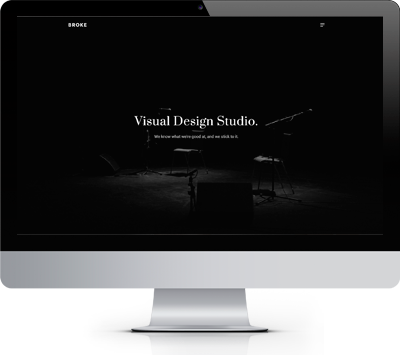 BROKE
Visual Design Studio.
We know what we're good at, and we stick to it.